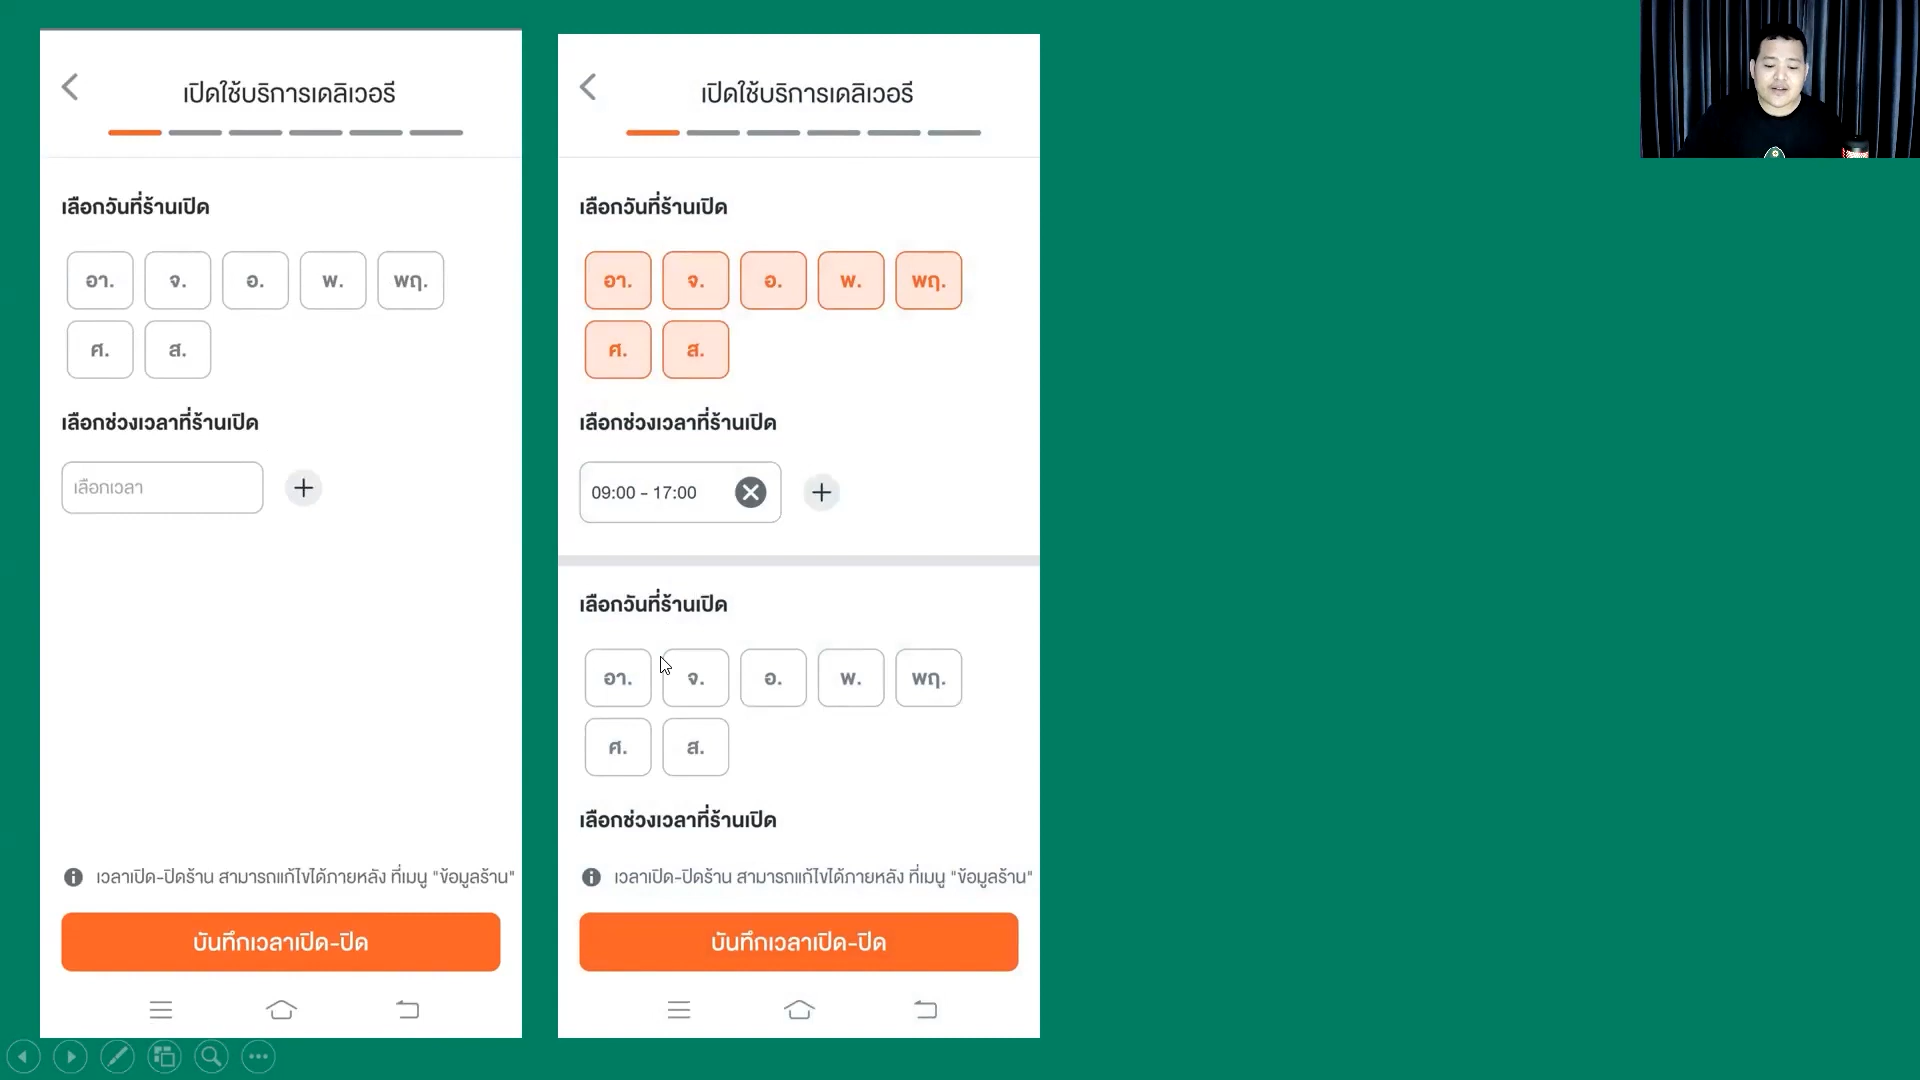 เปิดใช้บริการเดลิเวอรี
เลือกวันที่ร้านเปิด
อา. จ. อ. พ. พฤ.
ศ. ส.
เลือกช่วงเวลาที่ร้านเปิด
เลือกเวลา
เวลาเปิด-ปิดร้าน สามารถแก้ไขได้ภายหลัง ที่เมนู "ข้อมูลร้าน"
บันทึกเวลาเปิด-ปิด
เปิดใช้บริการเดลิเวอรี
เลือกวันที่ร้านเปิด
อา. จ. อ. พ. พฤ.
ศ. ส.
เลือกช่วงเวลาที่ร้านเปิด
09:00 - 17:00
เลือกวันที่ร้านเปิด
อา. จ. อ. พ. พฤ.
ศ. ส.
เลือกช่วงเวลาที่ร้านเปิด
เวลาเปิด-ปิดร้าน สามารถแก้ไขได้ภายหลัง ที่เมนู "ข้อมูลร้าน"
บันทึกเวลาเปิด-ปิด